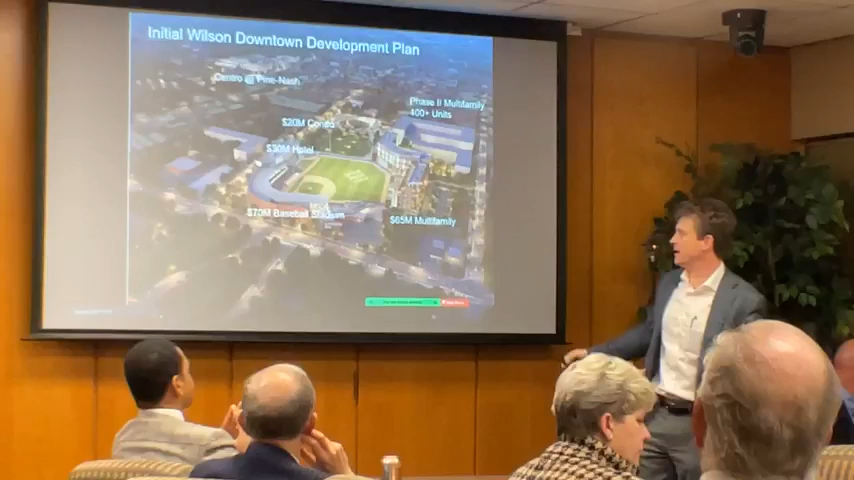 Initial Wilson Downtown Development Plan
Centro @ Pine-Nash
Phase II Multifamily
400+ Units
$20M Condo
$30M Hotel
$70M Baseball Stadium
$65M Multifamily